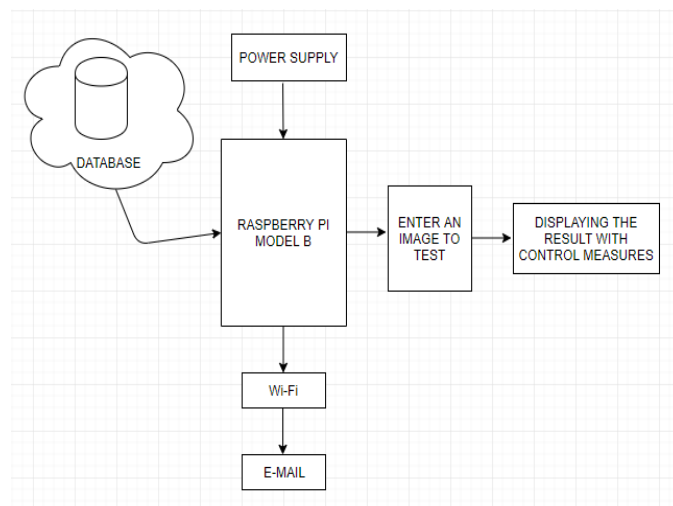 POWER SUPPLY
DATABASE
RASPBERRY PI
MODEL B
ENTER AN
IMAGE TO
TEST
DISPLAYING THE
RESULT WITH
CONTROL MEASURES
Wi-Fi
E-MAIL